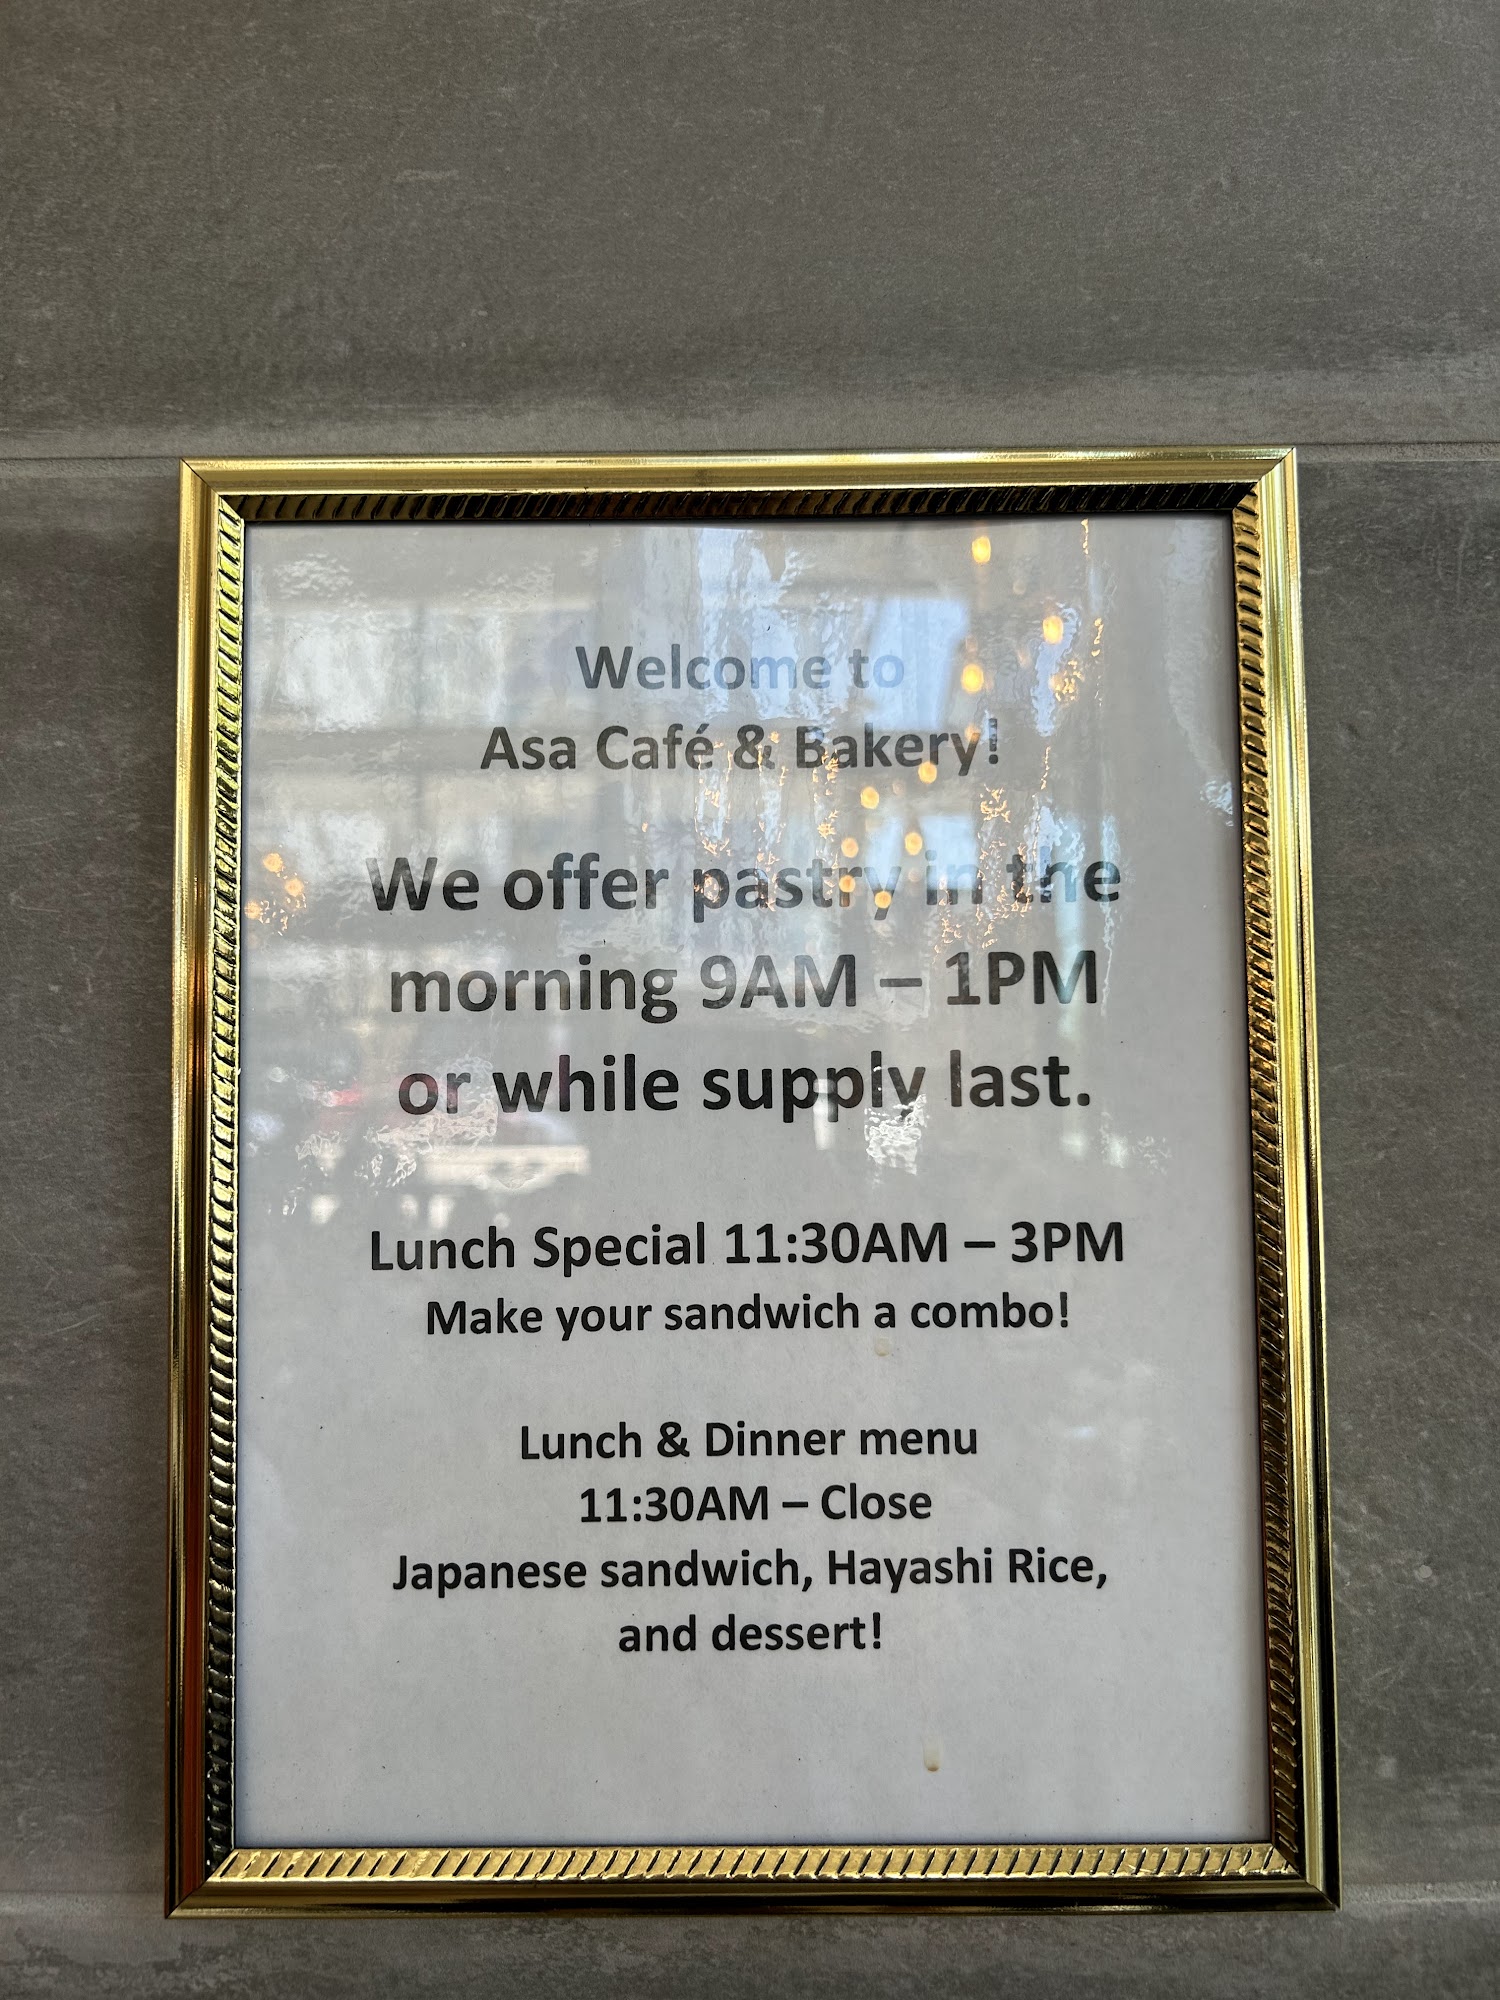 Welcome to
Asa Café & Bakery!
We offer pastry in the
morning 9AM – 1PM
or while supply last.
Lunch Special 11:30AM – 3PM
Make your sandwich a combo!
Lunch & Dinner menu
11:30AM – Close
Japanese sandwich, Hayashi Rice,
and dessert!